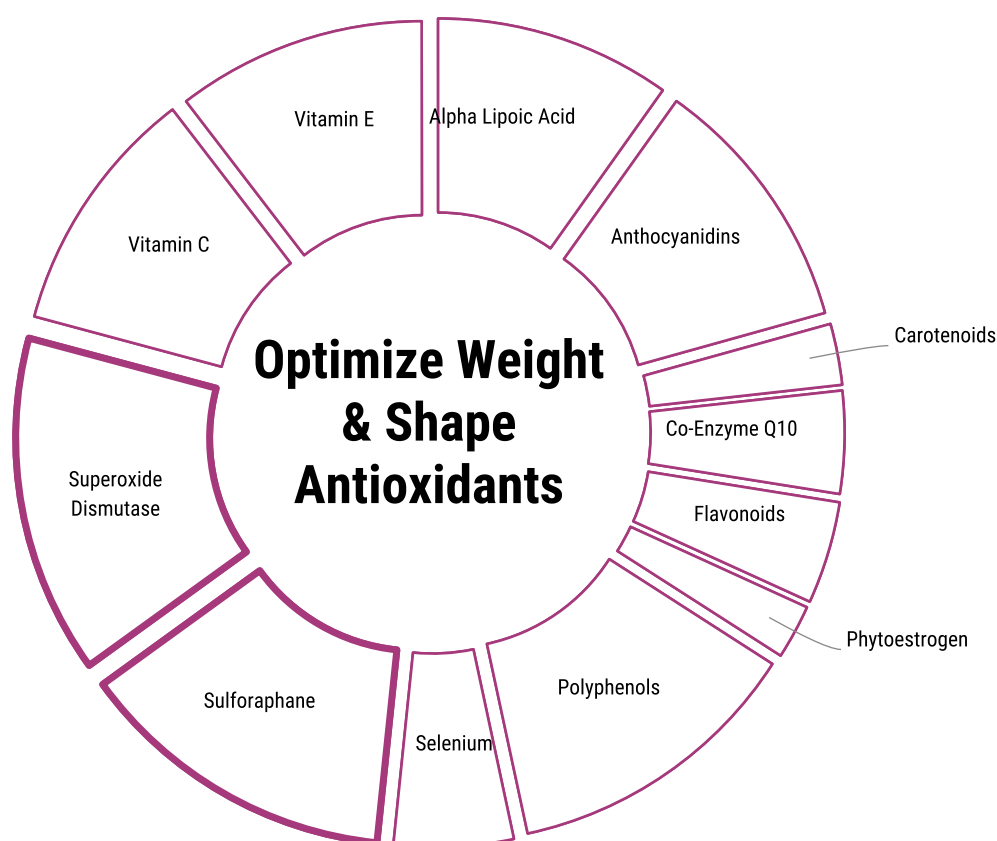 Vitamin E
Alpha Lipoic Acid
Anthocyanidins
Vitamin C
Carotenoids
Optimize Weight
& Shape
Antioxidants
Co-Enzyme Q10
Superoxide
Dismutase
Flavonoids
Phytoestrogen
Polyphenols
Sulforaphane
Selenium